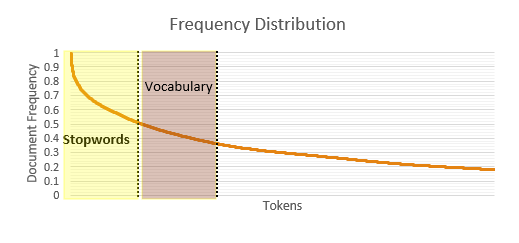 Frequency Distribution
Document Frequency
1
0.9
0.8
0.7
0.6
0.5
0.4
0.3
0.2
0.1
0
Stopwords
Vocabulary
Tokens